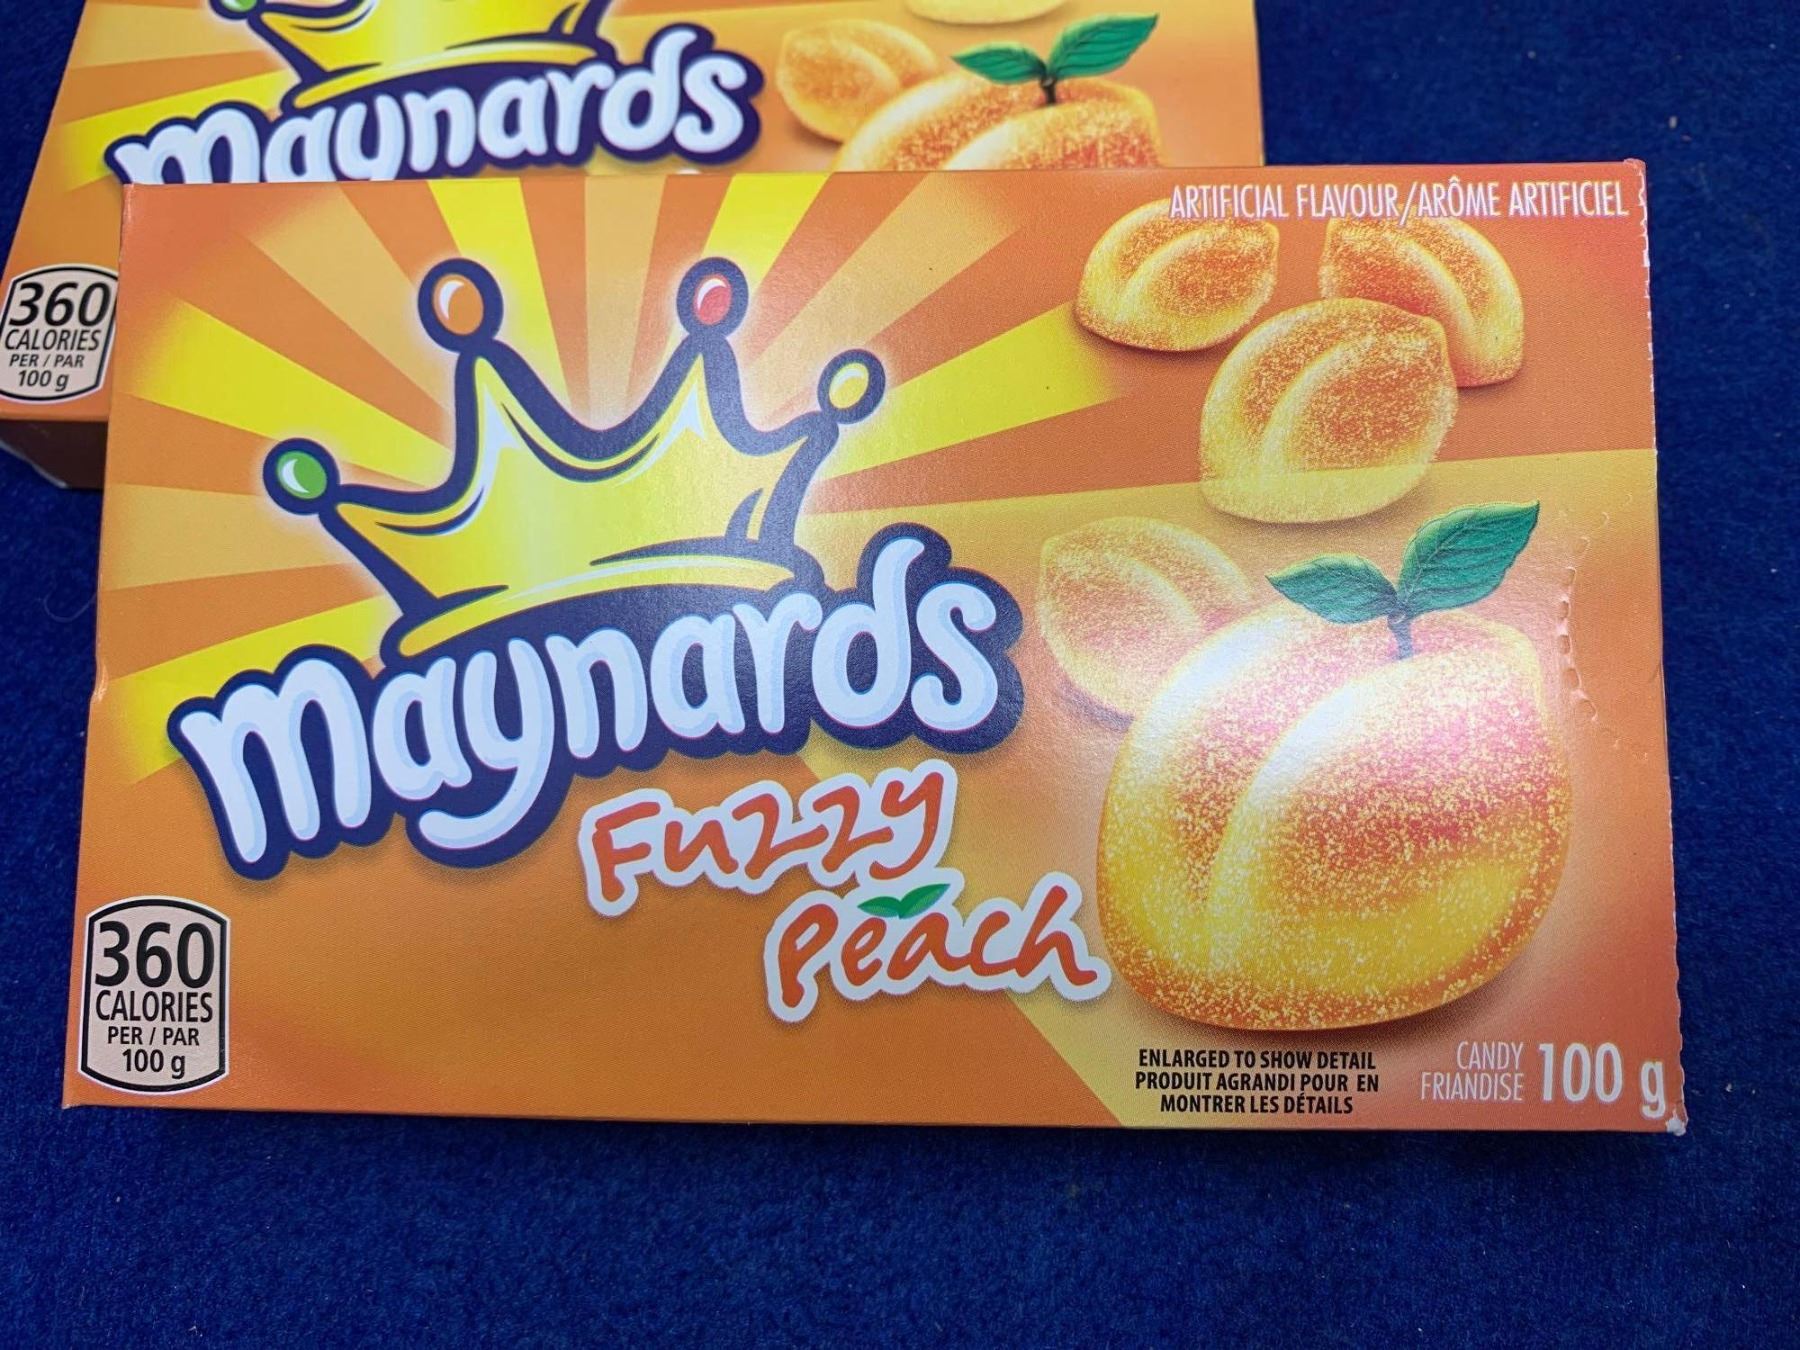 maynards
360
CALORIES
PER / PAR
100 g
ARTIFICIAL FLAVOUR/ARÔME ARTIFICIEL
maynards
Fuzzy
Peach
360
CALORIES
PER / PAR
100 g
ENLARGED TO SHOW DETAIL
PRODUIT AGRANDI POUR EN
MONTRER LES DÉTAILS
CANDY
FRIANDISE
100 g